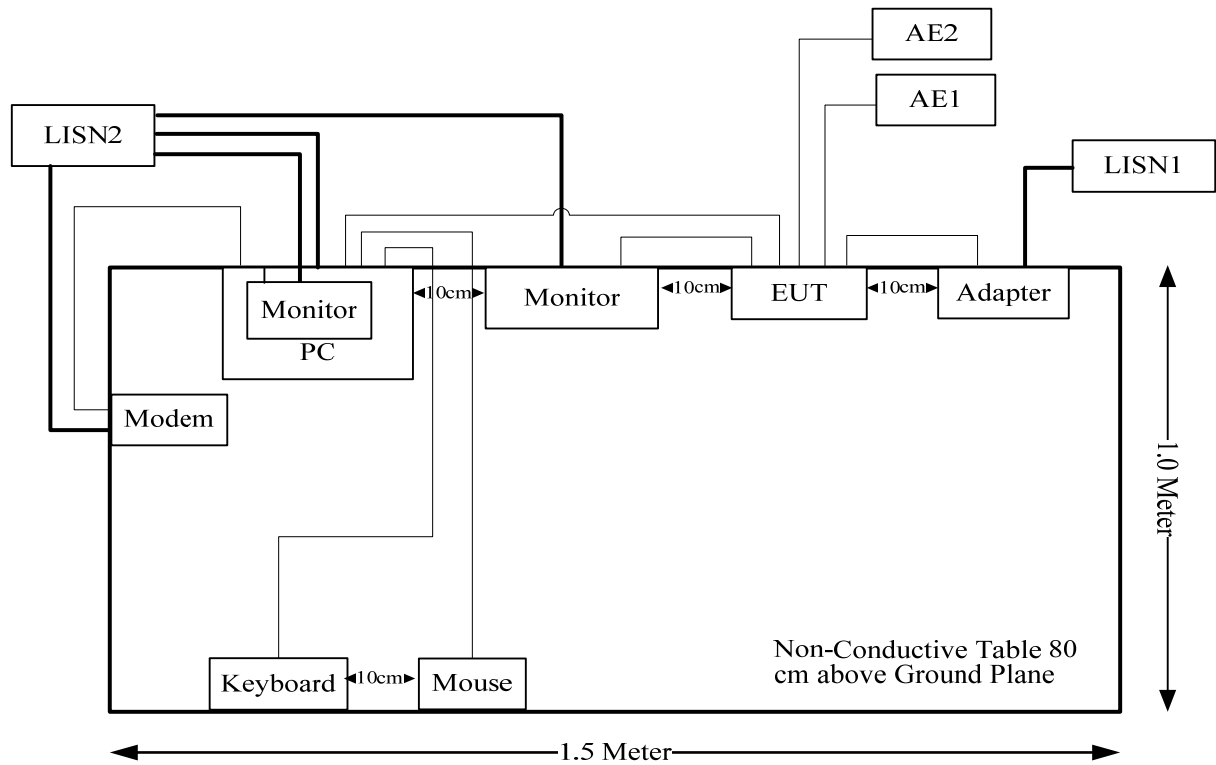 AE2
AE1
LISN2
LISN1
10cm
10cm
10cm
Monitor
Monitor
EUT
Adapter
PC
Modem
1.0 Meter
Non-Conductive Table 80
cm above Ground Plane
Keyboard
10cm
Mouse
1.5 Meter